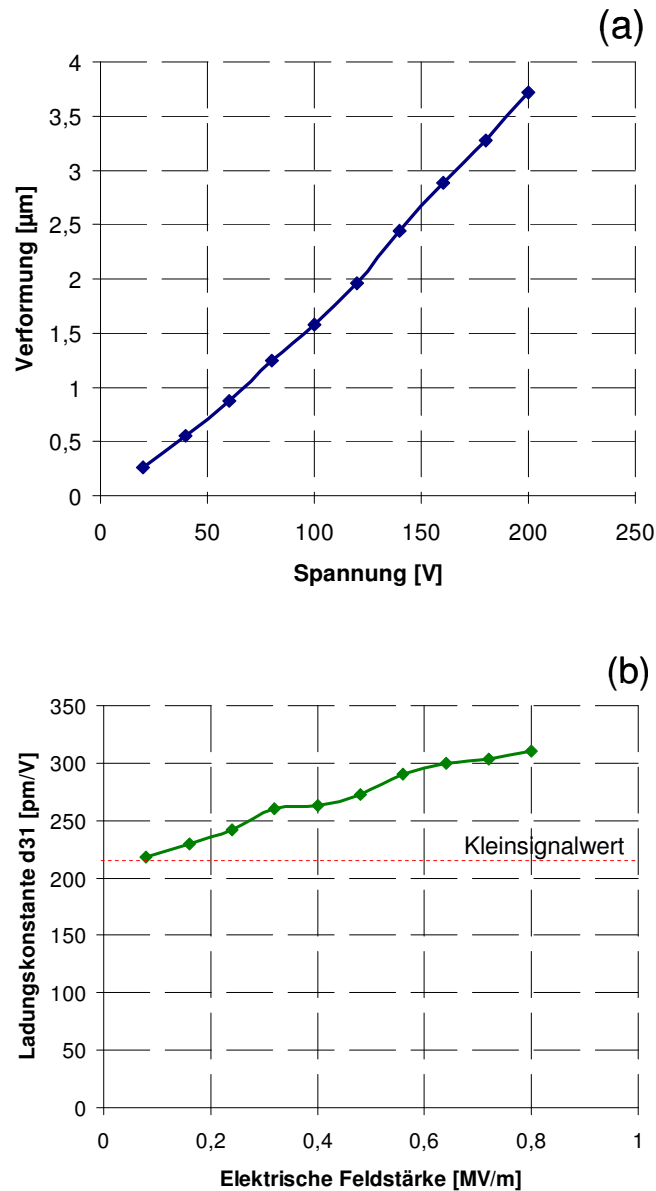 (a)
4
3,5
3
2,5
2
1,5
1
0,5
0
0 50 100 150 200 250
Verformung [µm]
Spannung [V]
(b)
350
300
250
200
150
100
50
0
Kleinsignalwert
0 0,2 0,4 0,6 0,8 1
Ladungskonstante d31 [pm/V]
Elektrische Feldstärke [MV/m]